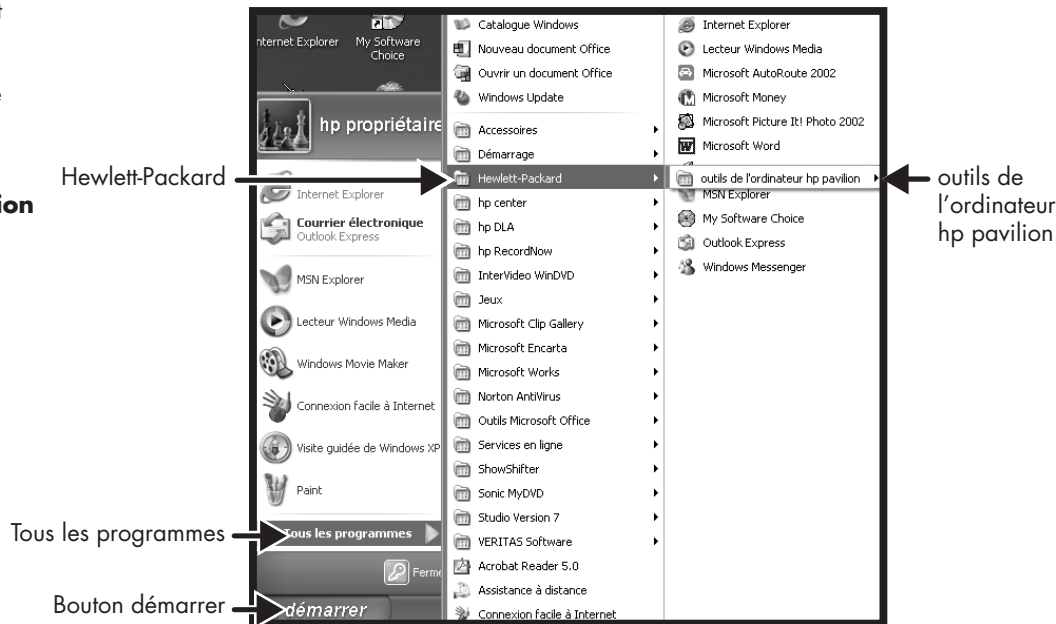 t
e
ion
Hewlett-Packard
Tous les programmes
Bouton démarrer
nternet Explorer
My Software
Choice
hp propriétaire
Internet Explorer
Courrier électronique
Outlook Express
MSN Explorer
Lecteur Windows Media
Windows Movie Maker
Connexion facile à Internet
Visite guidée de Windows XP
Paint
Tous les programmes
Ferme
démarrer
Catalogue Windows
Nouveau document Office
Ouvrir un document Office
Windows Update
Accessoires
Démarrage
Hewlett-Packard
hp center
hp DLA
hp RecordNow
InterVideo WinDVD
Jeux
Microsoft Clip Gallery
Microsoft Encarta
Microsoft Works
Norton AntiVirus
Outils Microsoft Office
Services en ligne
ShowShifter
Sonic MyDVD
Studio Version 7
VERITAS Software
Acrobat Reader 5.0
Assistance à distance
Connexion facile à Internet
Internet Explorer
Lecteur Windows Media
Microsoft AutoRoute 2002
Microsoft Money
Microsoft Picture It! Photo 2002
Microsoft Word
outils de l'ordinateur hp pavilion
MSN Explorer
My Software Choice
Outlook Express
Windows Messenger
outils de
l'ordinateur
hp pavilion